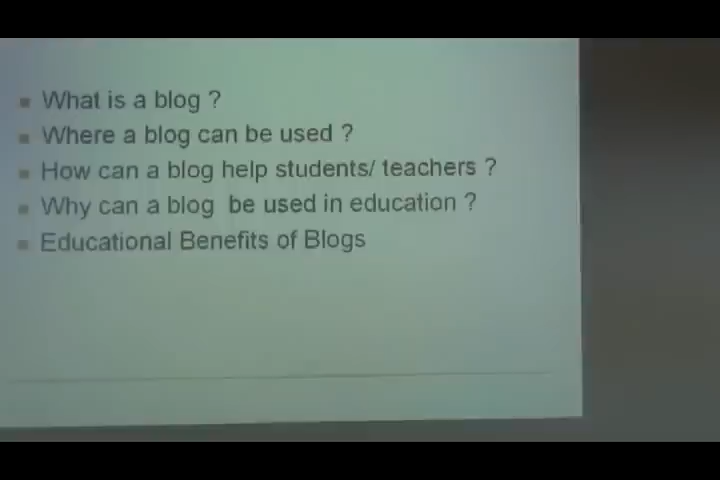 What is a blog ?
Where a blog can be used ?
How can a blog help students/ teachers ?
Why can a blog  be used in education ?
Educational Benefits of Blogs